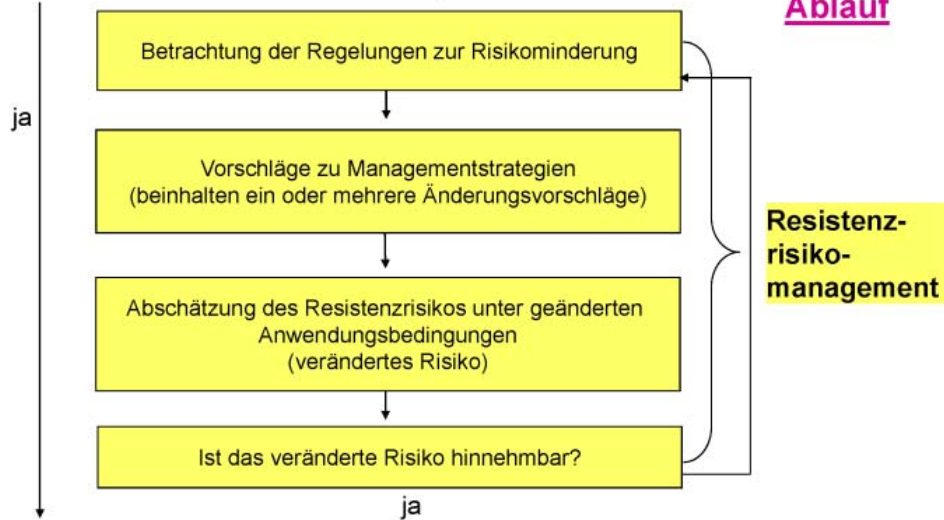 Ablauf
Betrachtung der Regelungen zur Risikominderung
ja
Vorschläge zu Managementstrategien
(beinhalten ein oder mehrere Änderungsvorschläge)
Resistenz-
risiko-
management
Abschätzung des Resistenzrisikos unter geänderten
Anwendungsbedingungen
(verändertes Risiko)
Ist das veränderte Risiko hinnehmbar?
ja